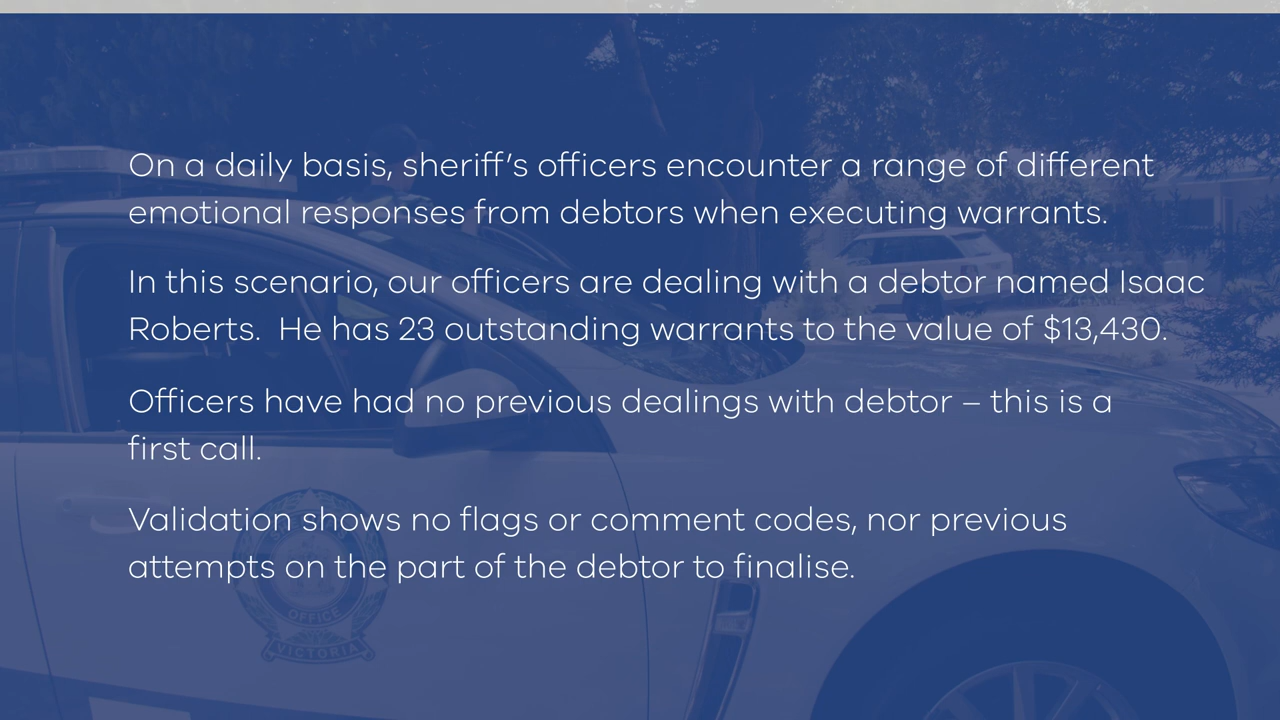 On a daily basis, sheriff's officers encounter a range of different
emotional responses from debtors when executing warrants.
In this scenario, our officers are dealing with a debtor named Isaac
Roberts.  He has 23 outstanding warrants to the value of $13,430.
Officers have had no previous dealings with debtor – this is a
first call.
Validation shows no flags or comment codes, nor previous
attempts on the part of the debtor to finalise.
OFFICE
VICTORIA